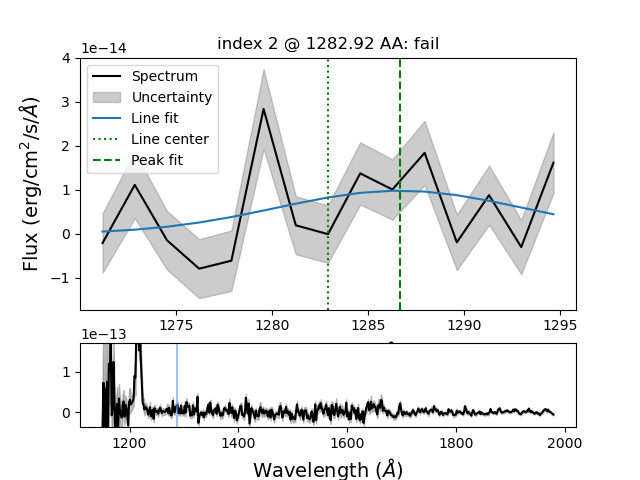 index 2 @ 1282.92 AA: fail
1e−14
Spectrum
Uncertainty
Line fit
Line center
Peak fit
Flux (erg/cm²/s/Å)
4
3
2
1
0
−1
1275 1280 1285 1290 1295
1e−13
1
0
1200 1400 1600 1800 2000
Wavelength (Å)